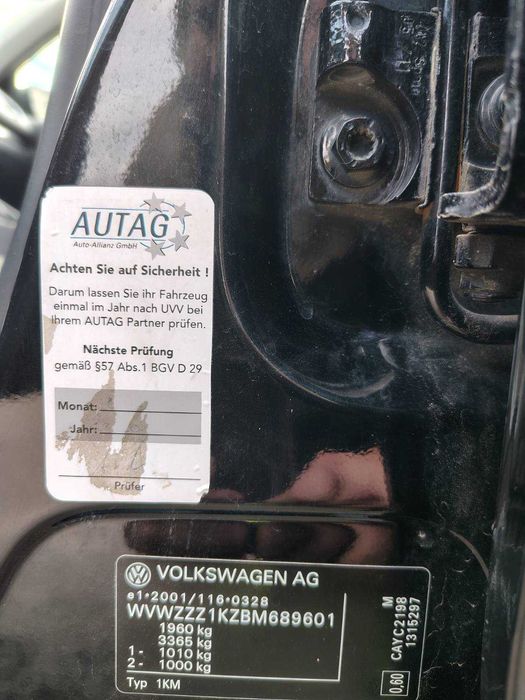 AUTAG
Auto-Allianz GmbH
Achten Sie auf Sicherheit !
Darum lassen Sie ihr Fahrzeug
einmal im Jahr nach UVV bei
Ihrem AUTAG Partner prüfen.
Nächste Prüfung
gemäß §57 Abs.1 BGV D 29
Monat:
Jahr:
Prüfer
VOLKSWAGEN AG
e1*2001/116*0328
WVWZZZ1KZBM689601
1960 kg
3365 kg
1- 1010 kg
2- 1000 kg
Typ 1KM
M
CAYC2198
1315297
0.60